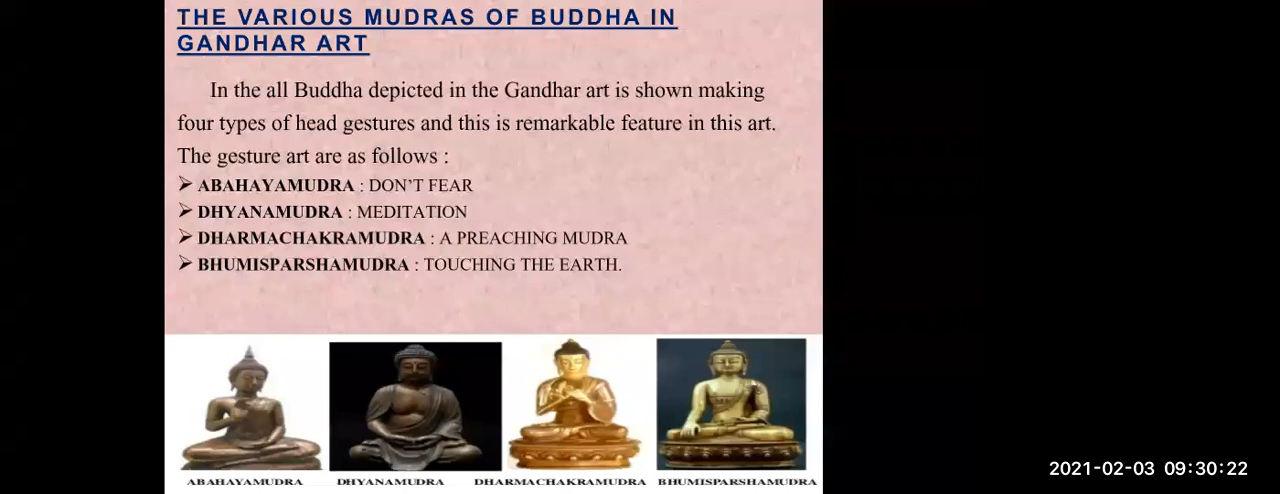 THE VARIOUS MUDRAS OF BUDDHA IN
GANDHAR ART
In the all Buddha depicted in the Gandhar art is shown making
four types of head gestures and this is remarkable feature in this art.
The gesture art are as follows :
➢ ABAHAYAMUDRA : DON'T FEAR
➢ DHYANAMUDRA : MEDITATION
➢ DHARMACHAKRAMUDRA : A PREACHING MUDRA
➢ BHUMISPARSHAMUDRA : TOUCHING THE EARTH.
ABAHAYAMUDRA DHYANAMUDRA DHARMACHAKRAMUDRA BHUMISPARSHAMUDRA
2021-02-03 09:30:22